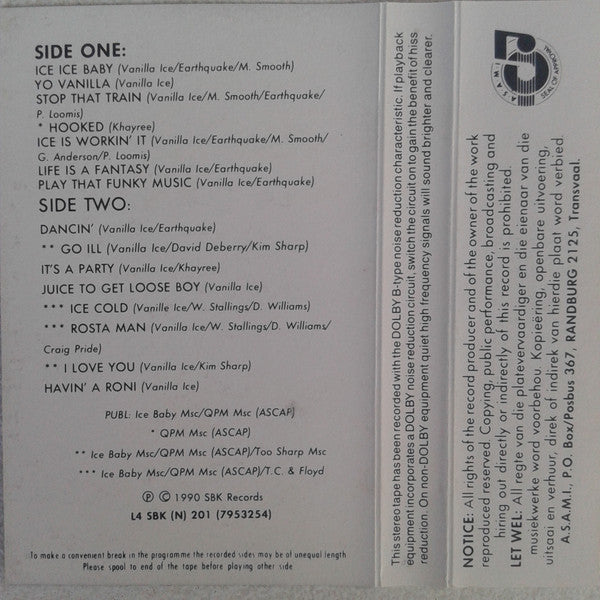 SIDE ONE:
ICE ICE BABY (Vanilla Ice/Earthquake/M. Smooth)
YO VANILLA (Vanilla Ice)
STOP THAT TRAIN (Vanilla Ice/M. Smooth/Earthquake/
P. Loomis)
* HOOKED (Khayree)
ICE IS WORKIN' IT (Vanilla Ice/Earthquake/M. Smooth/
G. Anderson/P. Loomis)
LIFE IS A FANTASY (Vanilla Ice/Earthquake)
PLAY THAT FUNKY MUSIC (Vanilla Ice/Earthquake)
SIDE TWO:
DANCIN' (Vanilla Ice/Earthquake)
** GO ILL (Vanilla Ice/David Deberry/Kim Sharp)
IT'S A PARTY (Vanilla Ice/Khayree)
JUICE TO GET LOOSE BOY (Vanilla Ice)
*** ICE COLD (Vanille Ice/W. Stallings/D. Williams)
*** ROSTA MAN (Vanilla Ice/W. Stallings/D. Williams/
Craig Pride)
** I LOVE YOU (Vanilla Ice/Kim Sharp)
HAVIN' A RONI (Vanilla Ice)
PUBL: Ice Baby Msc/QPM Msc (ASCAP)
* QPM Msc (ASCAP)
** Ice Baby Msc/QPM Msc (ASCAP)/Too Sharp Msc
*** Ice Baby Msc/QPM Msc (ASCAP)/T.C. & Floyd
℗ © 1990 SBK Records
L4 SBK (N) 201 (7953254)
To make a convenient break in the programme the recorded sides may be of unequal length
Please spool to end of the tape before playing other side
This stereo tape has been recorded with the DOLBY B-type noise reduction characteristic. If playback
equipment incorporates a DOLBY noise reduction circuit, switch the circuit on to gain the benefit of hiss
reduction. On non-DOLBY equipment quiet high frequency signals will sound brighter and clearer.
ASAMI
SEAL OF APPROVAL
NOTICE: All rights of the record producer and of the owner of the work
reproduced reserved. Copying, public performance, broadcasting and
hiring out directly or indirectly of this record is prohibited.
LET WEL: All regte van die platevervaardiger en die eienaar van die
musiekwerke word voorbehou. Kopieëring, openbare uitvoering,
uitsaai en verhuur, direk of indirek van hierdie plaat word verbied.
A.S.A.M.I., P.O. Box/Posbus 367, RANDBURG 2125, Transvaal.